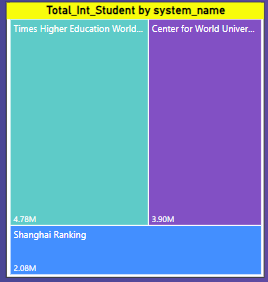 Total_Int_Student by system_name
Times Higher Education World...
Center for World Univer...
4.78M
3.90M
Shanghai Ranking
2.08M